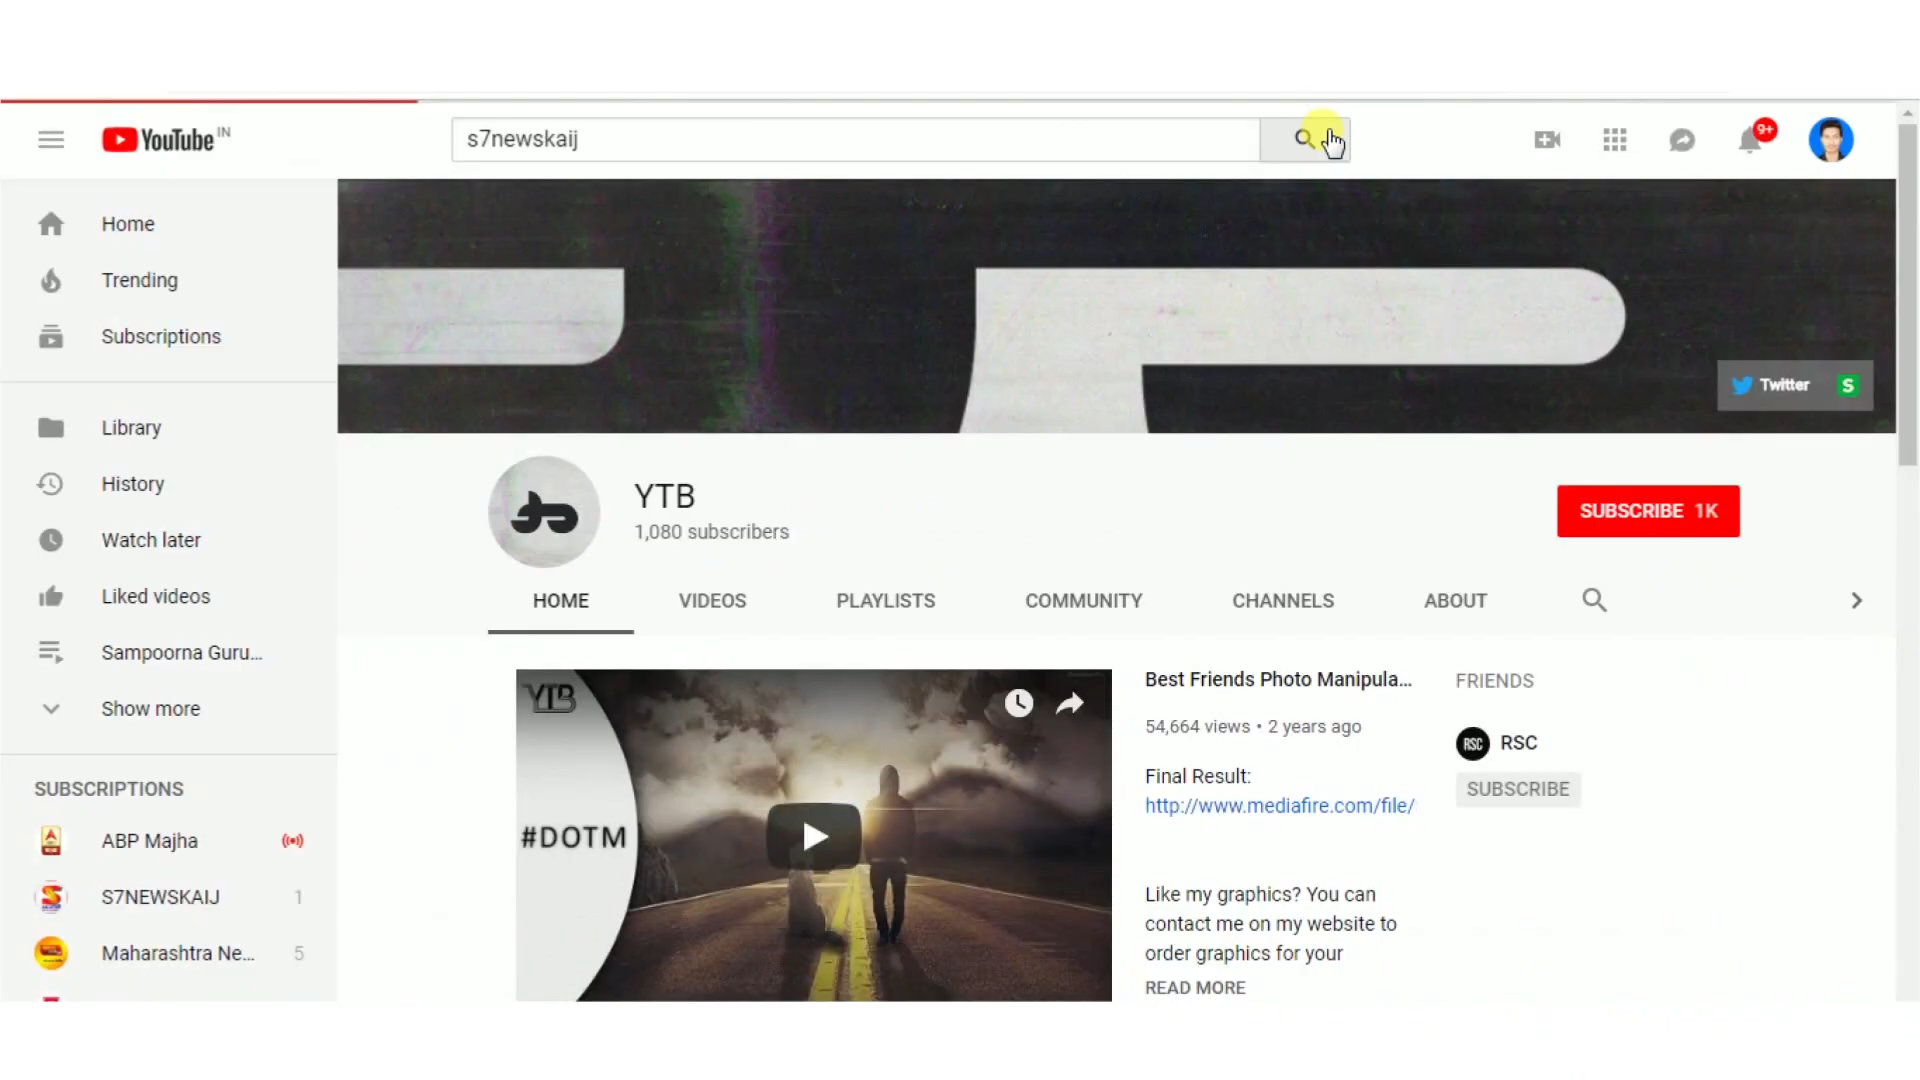 YouTube IN
s7newskaij
9+
Home
Trending
Subscriptions
Twitter
S
Library
History
Watch later
Liked videos
Sampoorna Guru...
Show more
YTB
1,080 subscribers
SUBSCRIBE 1K
HOME
VIDEOS
PLAYLISTS
COMMUNITY
CHANNELS
ABOUT
YTB
#DOTM
Best Friends Photo Manipula...
54,664 views • 2 years ago
Final Result:
http://www.mediafire.com/file/
Like my graphics? You can
contact me on my website to
order graphics for your
READ MORE
FRIENDS
RSC
RSC
SUBSCRIBE
SUBSCRIPTIONS
ABP Majha
S7NEWSKAIJ 1
Maharashtra Ne... 5